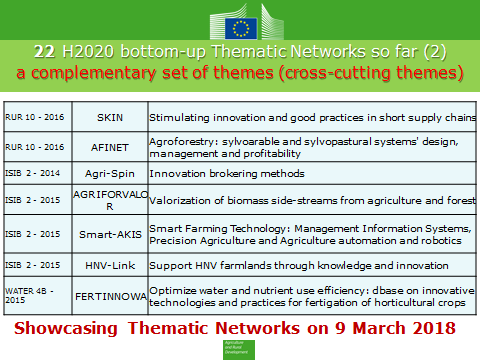 22 H2020 bottom-up Thematic Networks so far (2)
a complementary set of themes (cross-cutting themes)
RUR 10 - 2016 SKIN Stimulating innovation and good practices in short supply chains
RUR 10 - 2016 AFINET Agroforestry: sylvoarable and sylvopastural systems' design,
management and profitability
ISIB 2 - 2014 Agri-Spin Innovation brokering methods
ISIB 2 - 2015 AGRIFORVALO
R Valorization of biomass side-streams from agriculture and forest
ISIB 2 - 2015 Smart-AKIS Smart Farming Technology: Management Information Systems,
Precision Agriculture and Agriculture automation and robotics
ISIB 2 - 2015 HNV-Link Support HNV farmlands through knowledge and innovation
WATER 4B -
2015 FERTINNOWA Optimize water and nutrient use efficiency: dbase on innovative
technologies and practices for fertigation of horticultural crops
Showcasing Thematic Networks on 9 March 2018
Agriculture
and Rural
Development